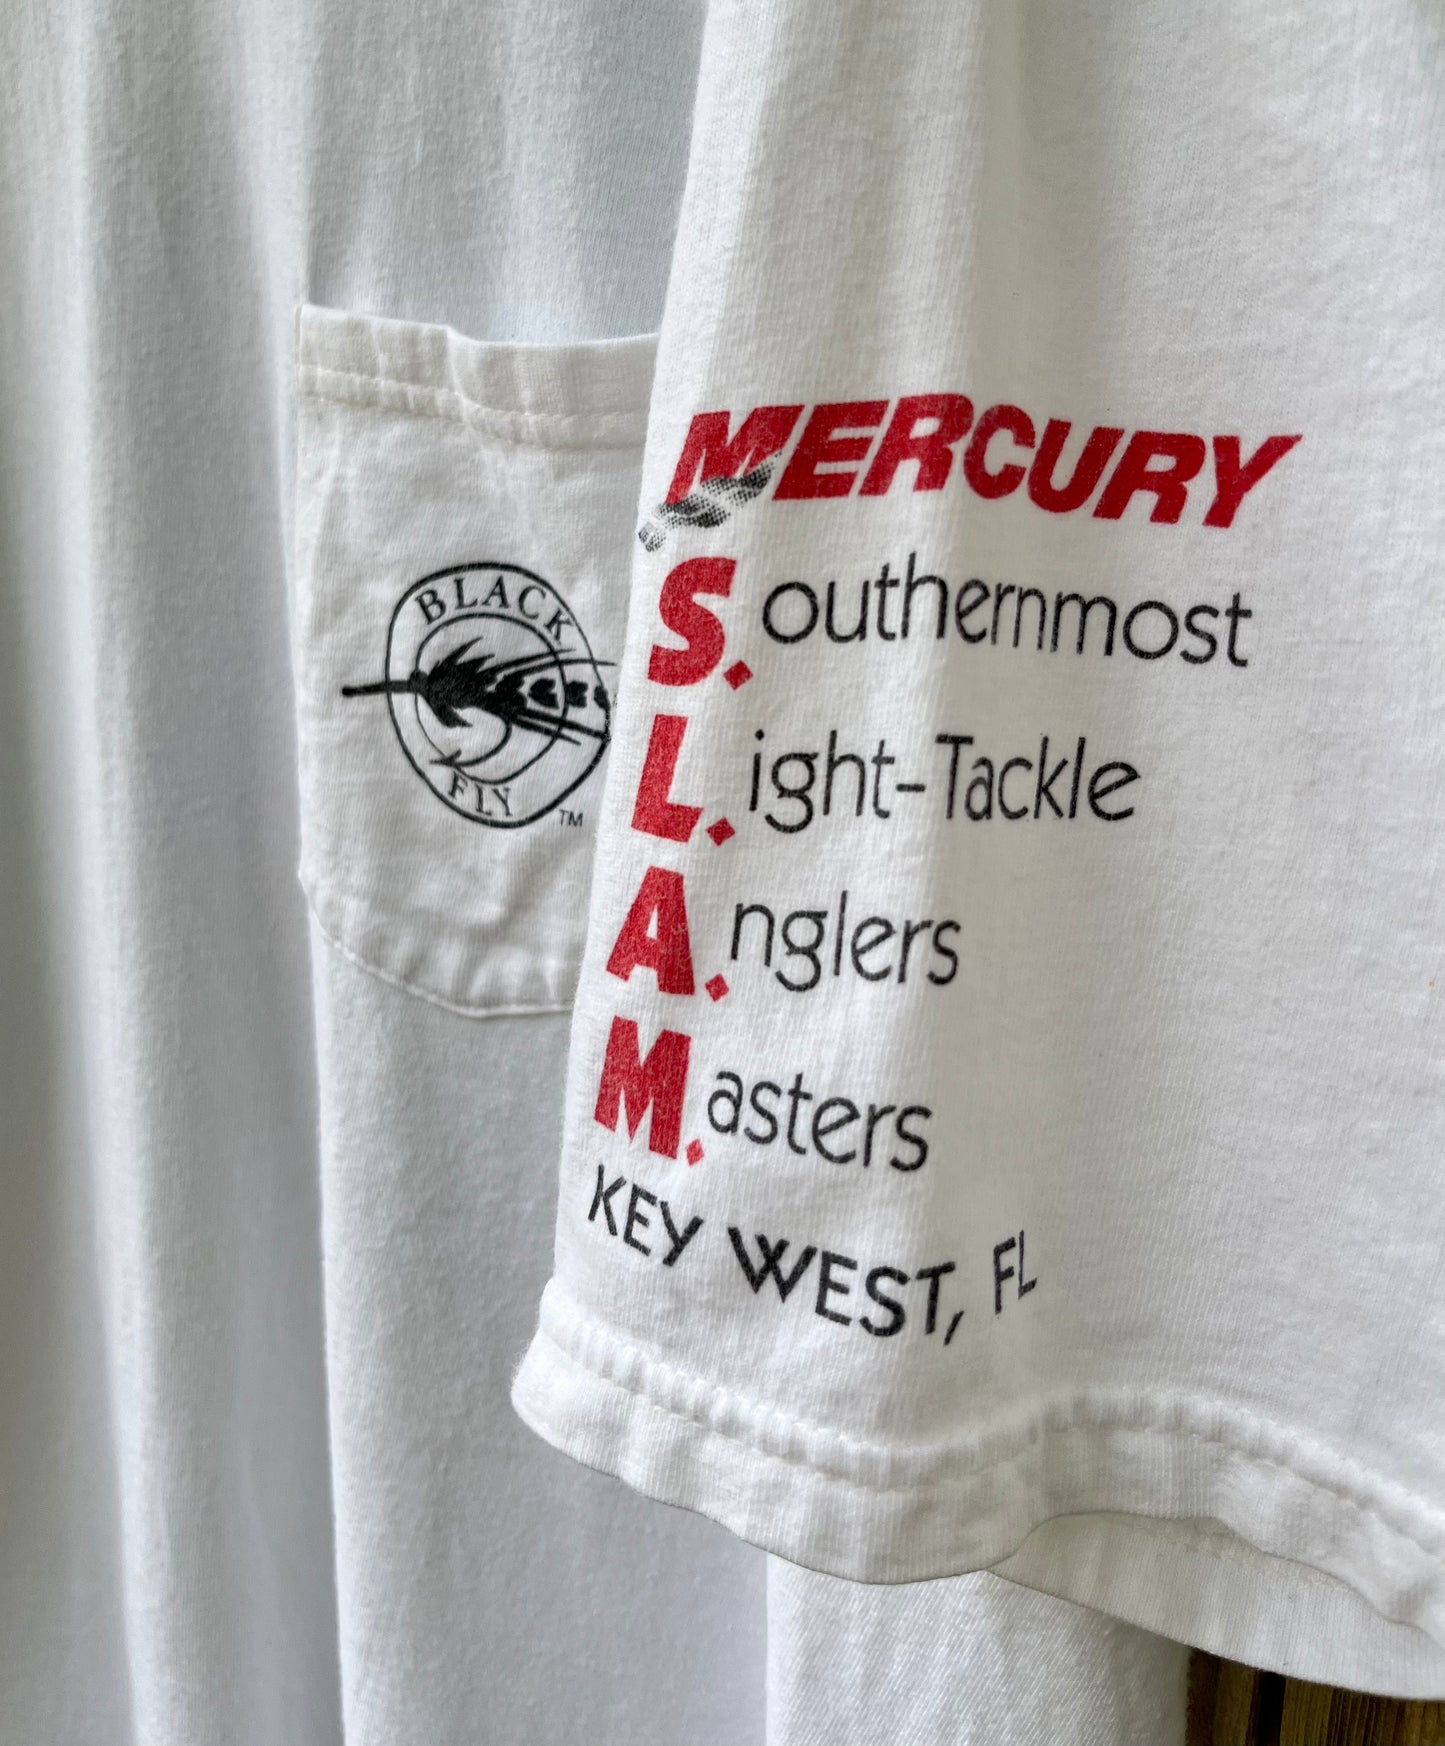 BLACK
FLY
TM
MERCURY
S.outhernmost
L.ight-Tackle
A.nglers
M.asters
KEY WEST, FL